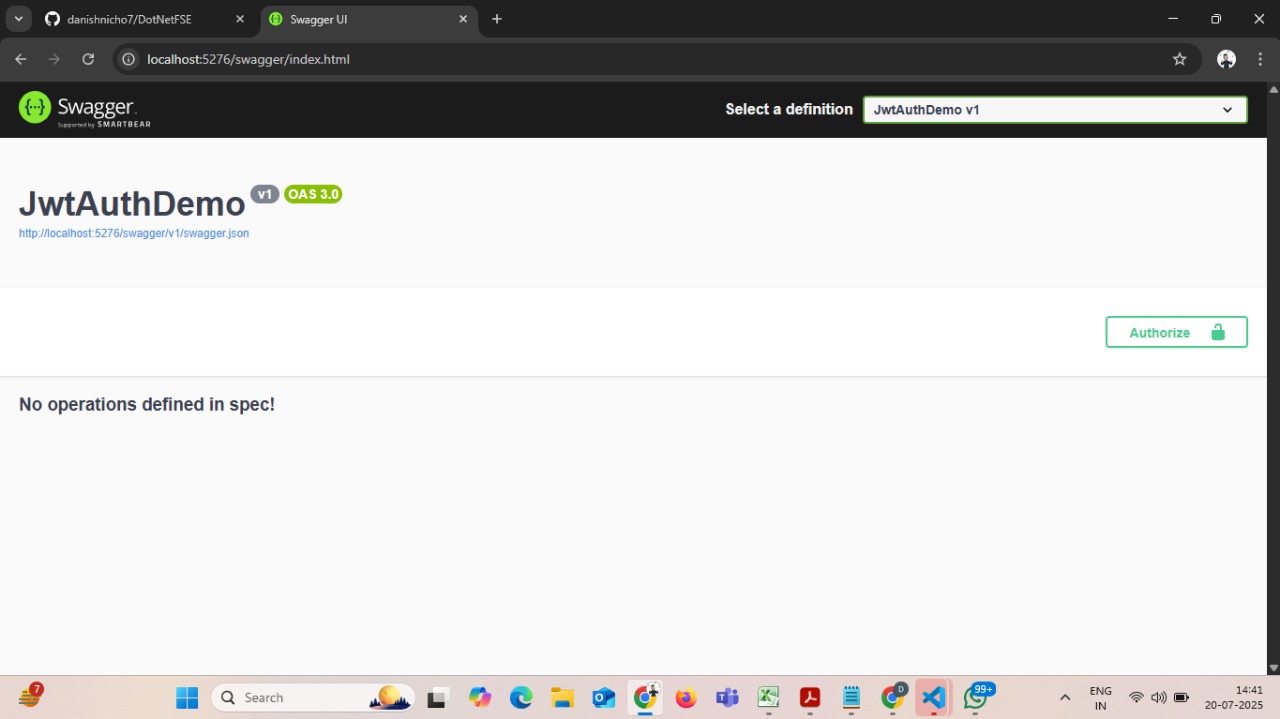 danishnicho7/DotNetFSE
Swagger UI
localhost:5276/swagger/index.html
Swagger
Supported by SMARTBEAR
Select a definition
JwtAuthDemo v1
JwtAuthDemo v1 OAS 3.0
http://localhost:5276/swagger/v1/swagger.json
Authorize
No operations defined in spec!
7
Search
D
99+
ENG
IN
14:41
20-07-2025